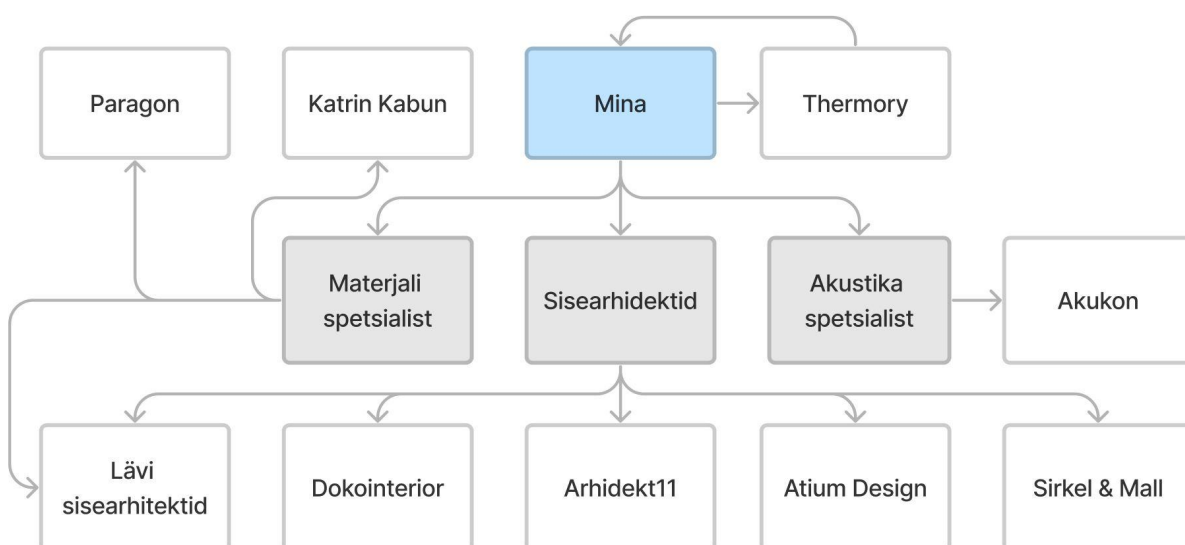 Paragon
Katrin Kabun
Mina
Thermory
Materjali
spetsialist
Sisearhidektid
Akustika
spetsialist
Akukon
Lävi
sisearhitektid
Dokointerior
Arhidekt11
Atium Design
Sirkel & Mall